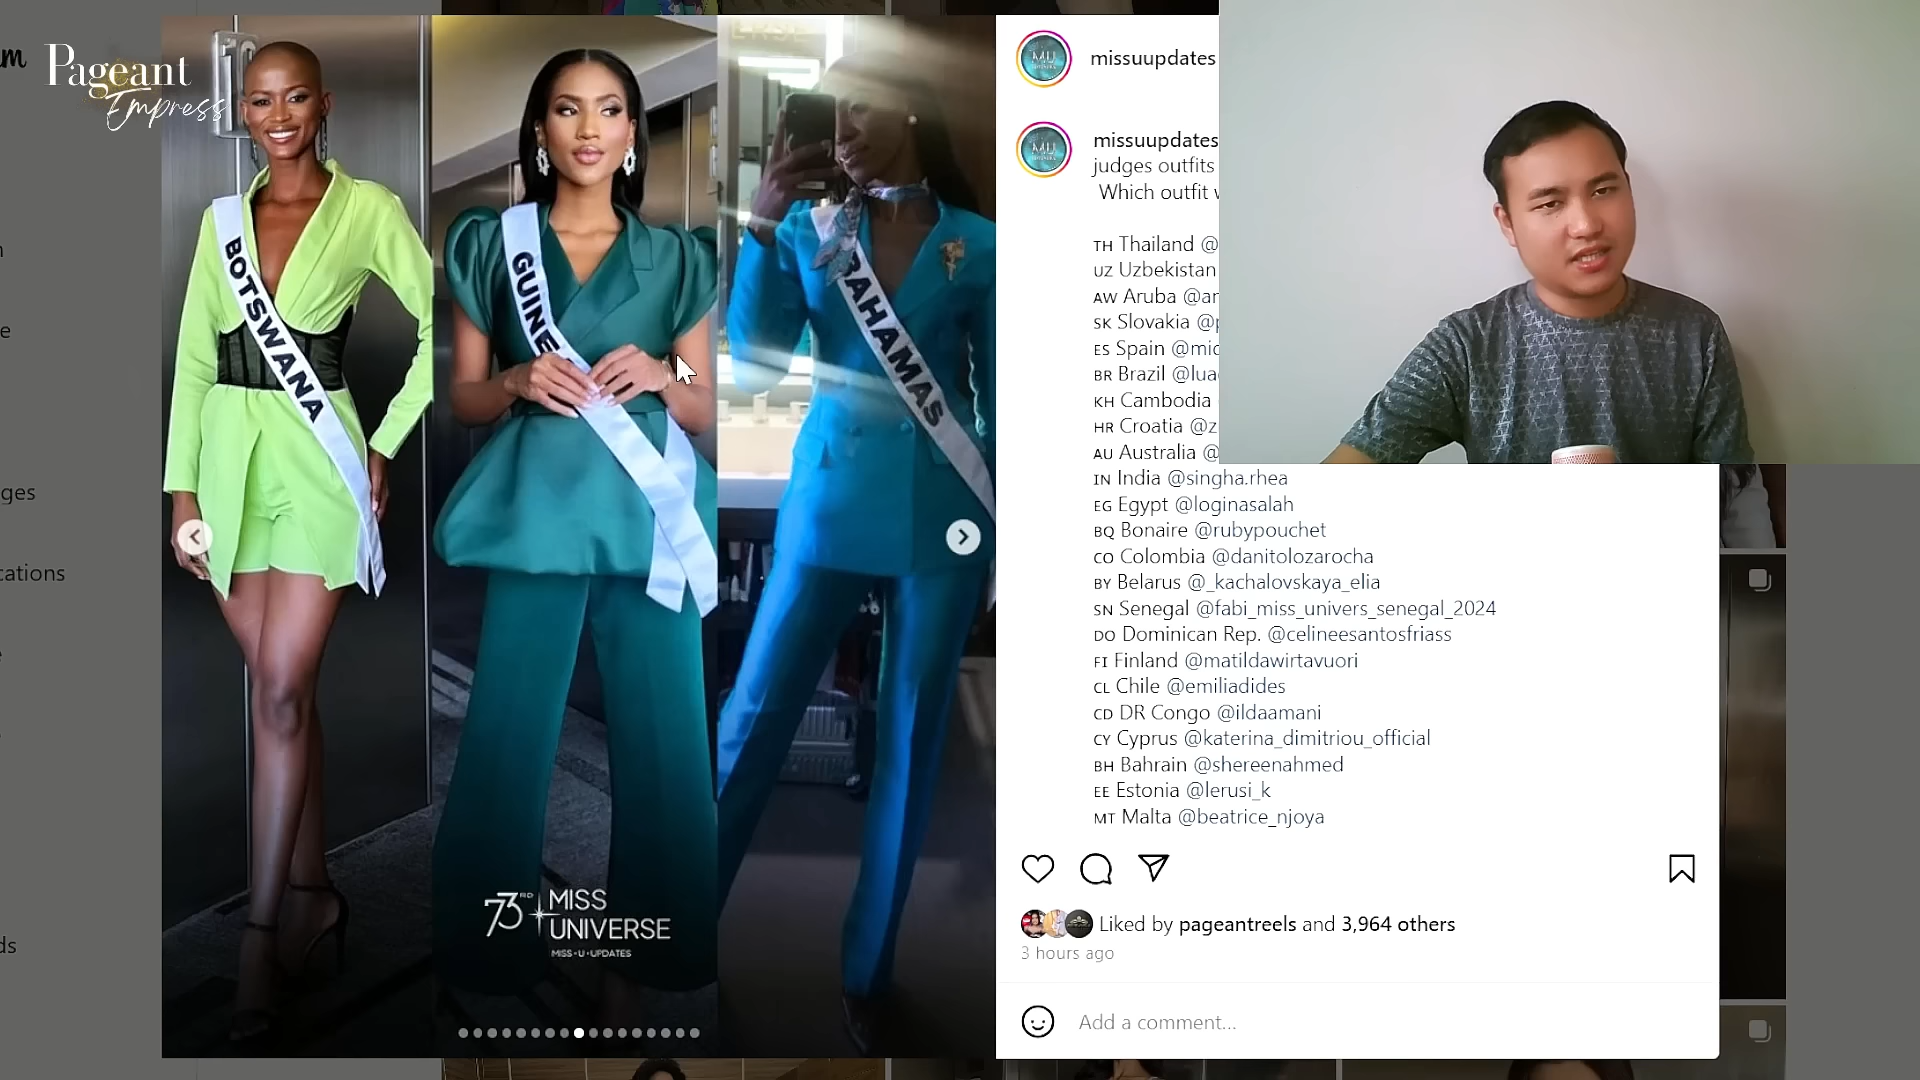 Pageant
Empress
m
ges
cations
ds
BOTSWANA
GUINE
BAHAMAS
73RD MISS
UNIVERSE
MISS-U-UPDATES
missuupdates
missuupdates
judges outfits
Which outfit w
TH Thailand @
UZ Uzbekistan
AW Aruba @ar
SK Slovakia @p
ES Spain @mic
BR Brazil @lua
KH Cambodia
HR Croatia @z
AU Australia @
IN India @singha.rhea
EG Egypt @loginasalah
BQ Bonaire @rubypouchet
CO Colombia @danitolozarocha
BY Belarus @_kachalovskaya_elia
SN Senegal @fabi_miss_univers_senegal_2024
DO Dominican Rep. @celineesantosfriass
FI Finland @matildawirtavuori
CL Chile @emiliadides
CD DR Congo @ildaamani
CY Cyprus @katerina_dimitriou_official
BH Bahrain @shereenahmed
EE Estonia @lerusi_k
MT Malta @beatrice_njoya
Liked by pageantreels and 3,964 others
3 hours ago
Add a comment...